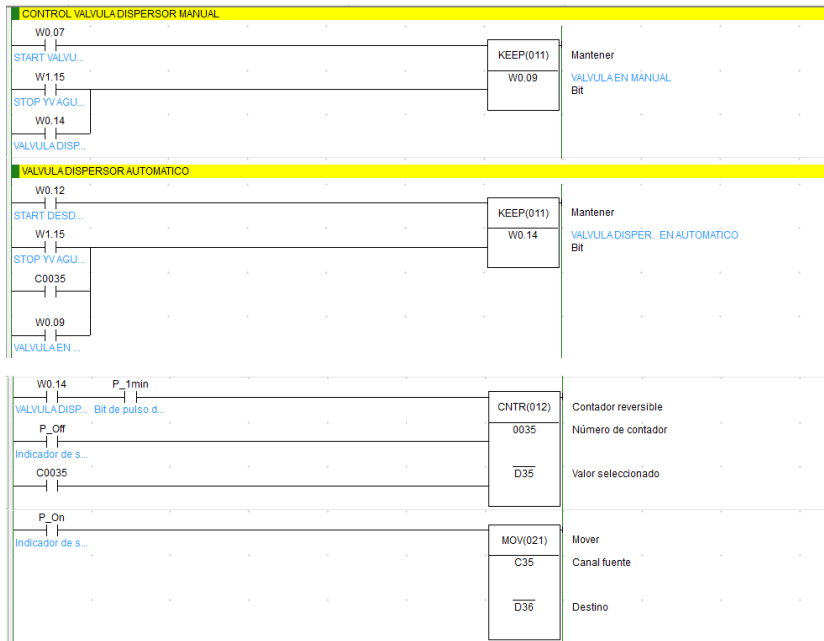 CONTROL VALVULA DISPERSOR MANUAL
W0.07
START VALVU...
KEEP(011) Mantener
W1.15
W0.09 VALVULA EN MANUAL
Bit
STOP YV AGU...
W0.14
VALVULA DISP...
VALVULA DISPERSOR AUTOMATICO
W0.12
START DESD...
KEEP(011) Mantener
W1.15
W0.14 VALVULA DISPER. EN AUTOMATICO
Bit
STOP YV AGU...
C0035
W0.09
VALVULA EN ...
W0.14 P_1min
VALVULA DISP... Bit de pulso d...
CNTR(012) Contador reversible
P_Off
0035 Número de contador
Indicador de s...
C0035
D35 Valor seleccionado
P_On
Indicador de s...
MOV(021) Mover
C35 Canal fuente
D36 Destino